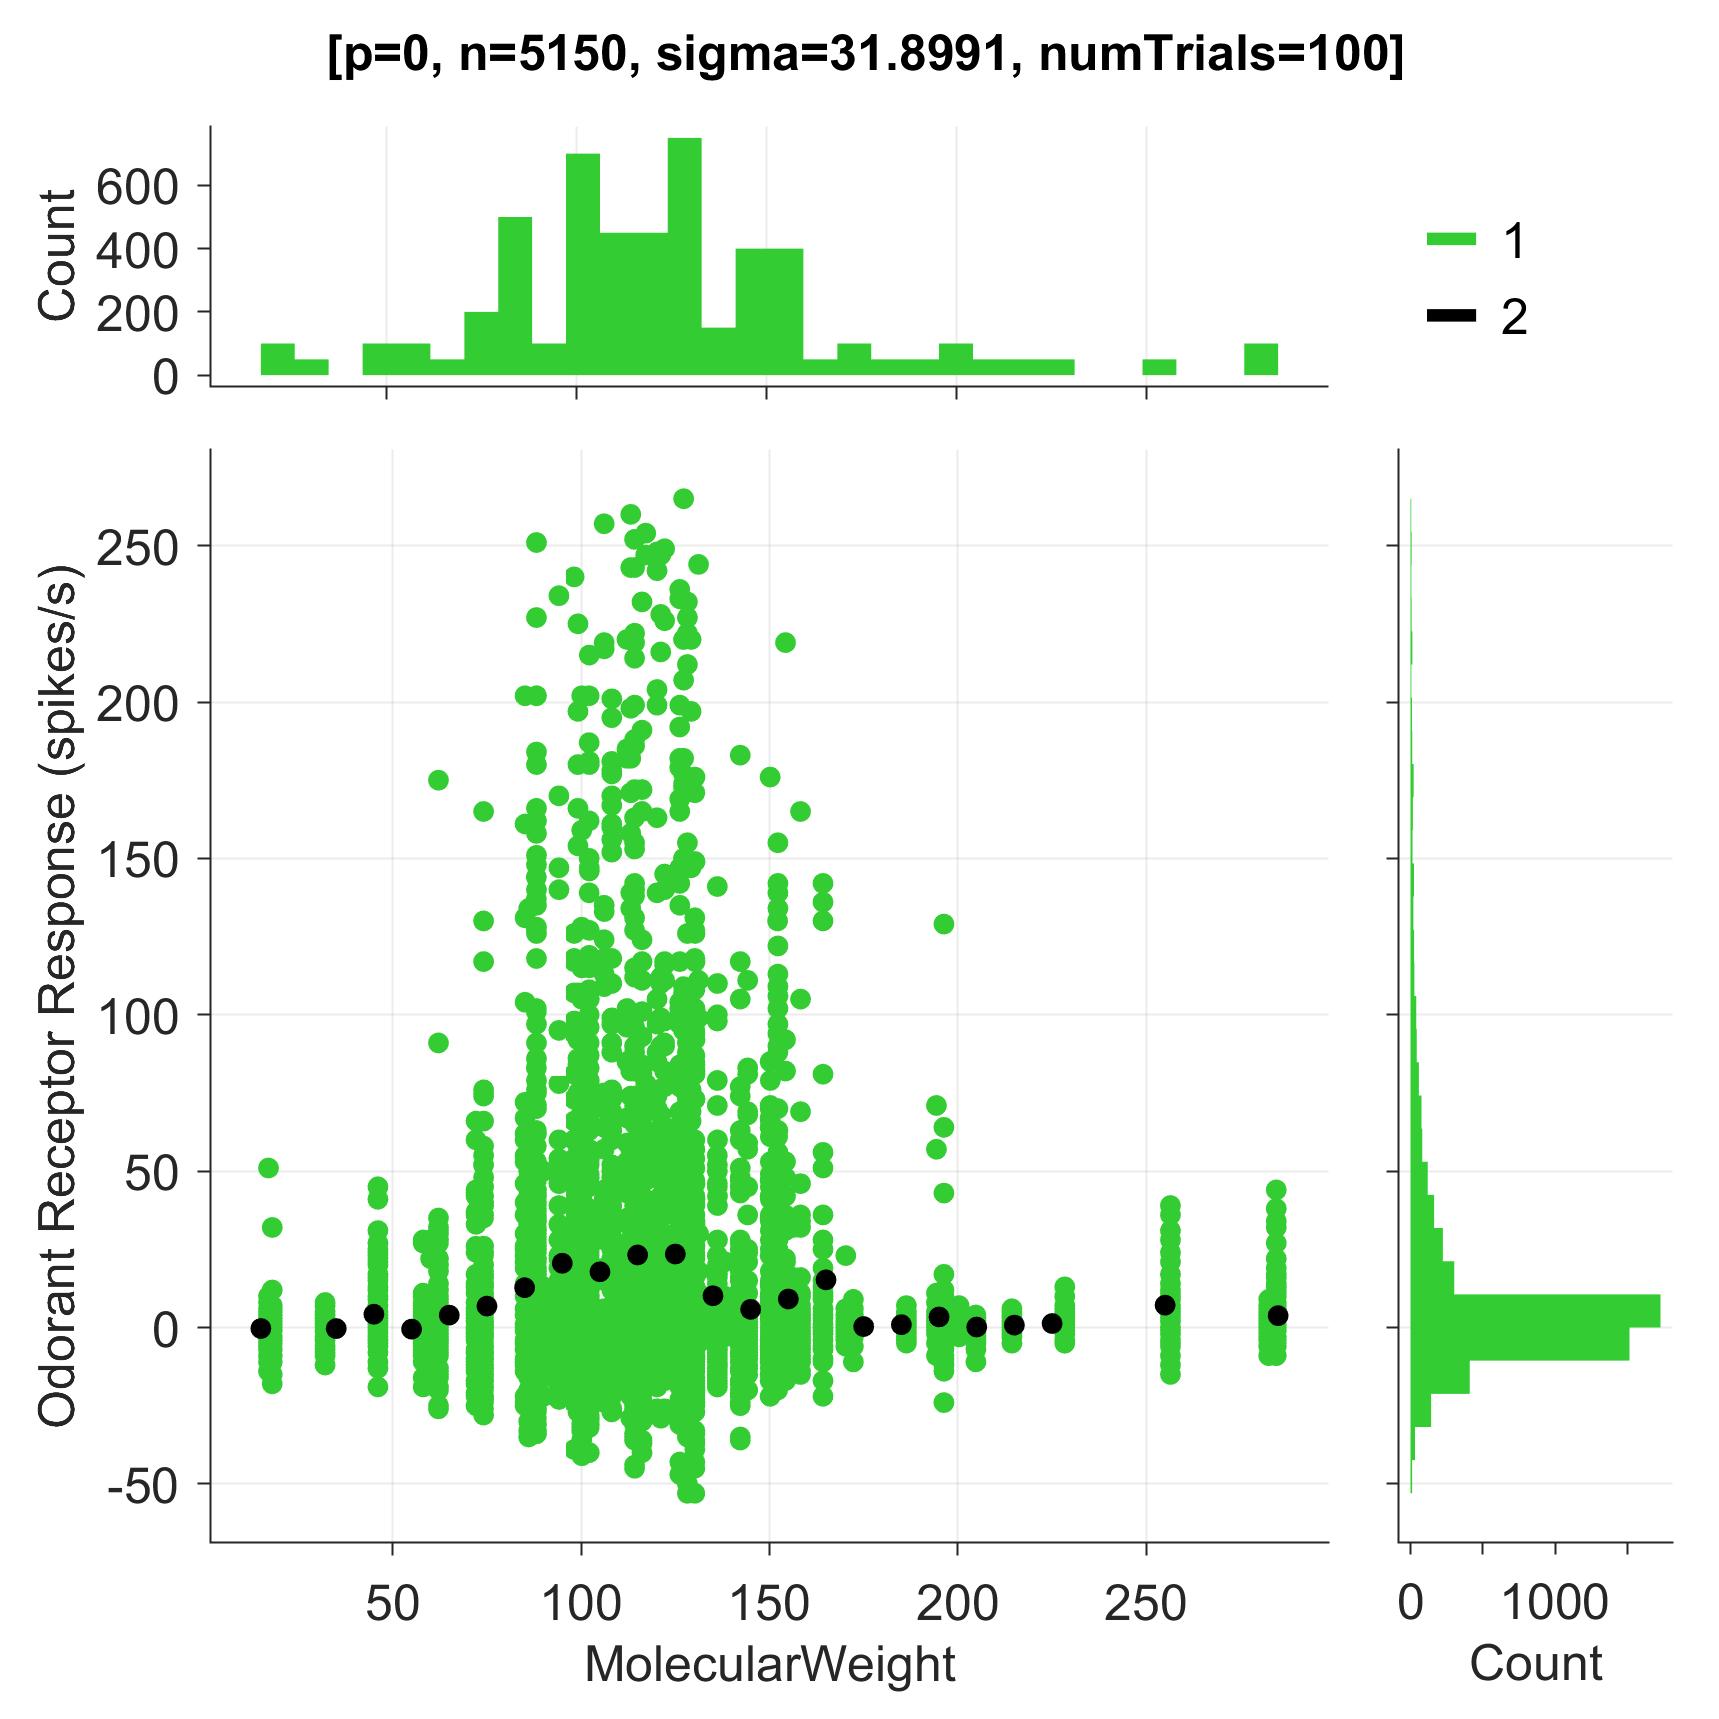 [p=0, n=5150, sigma=31.8991, numTrials=100]
Count
600
400
200
0
1
2
Odorant Receptor Response (spikes/s)
250
200
150
100
50
0
-50
50 100 150 200 250
MolecularWeight
0 1000
Count